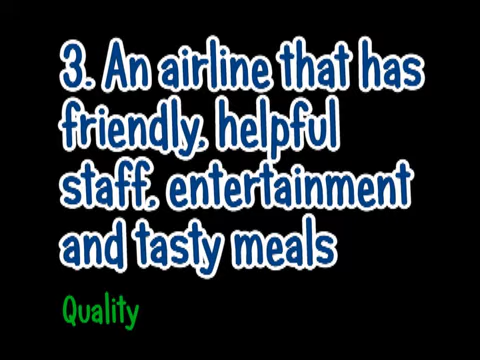 3. An airline that has
friendly, helpful
staff, entertainment
and tasty meals
Quality